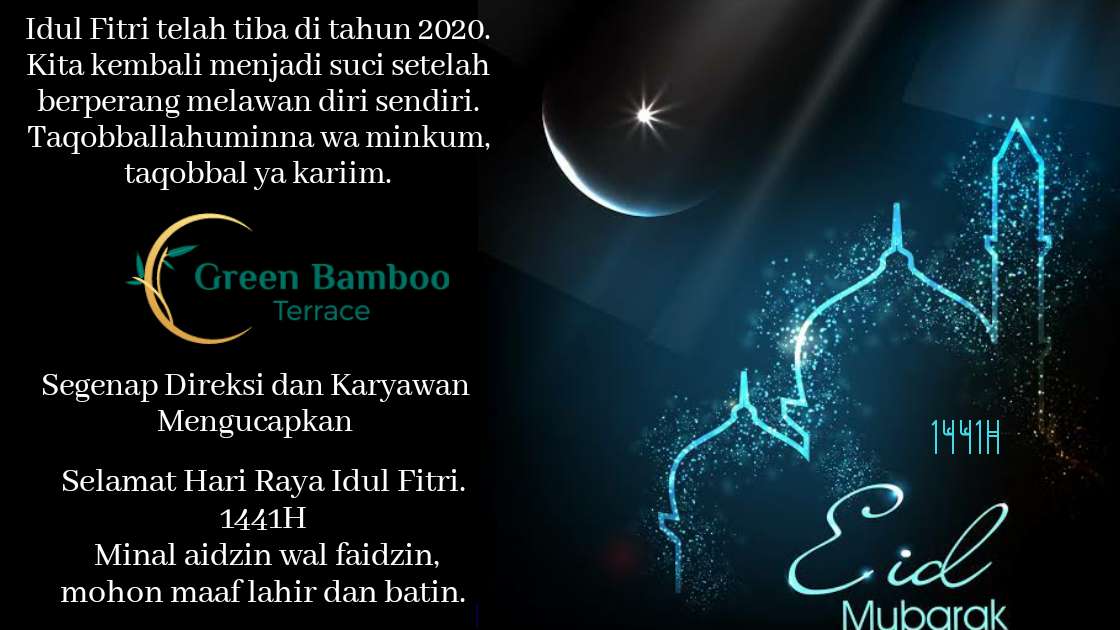 Idul Fitri telah tiba di tahun 2020.
Kita kembali menjadi suci setelah
berperang melawan diri sendiri.
Taqobballahuminna wa minkum,
taqobbal ya kariim.
Green Bamboo
Terrace
Segenap Direksi dan Karyawan
Mengucapkan
Selamat Hari Raya Idul Fitri.
1441H
Minal aidzin wal faidzin,
mohon maaf lahir dan batin.
1441H
Eid
Mubarak